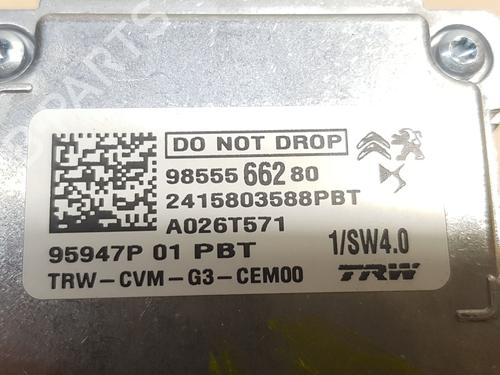 DO NOT DROP
98555 662 80
2415803588PBT
A026T571
95947P 01 PBT
1/SW4.0
TRW-CVM-G3-CEM00
TRW